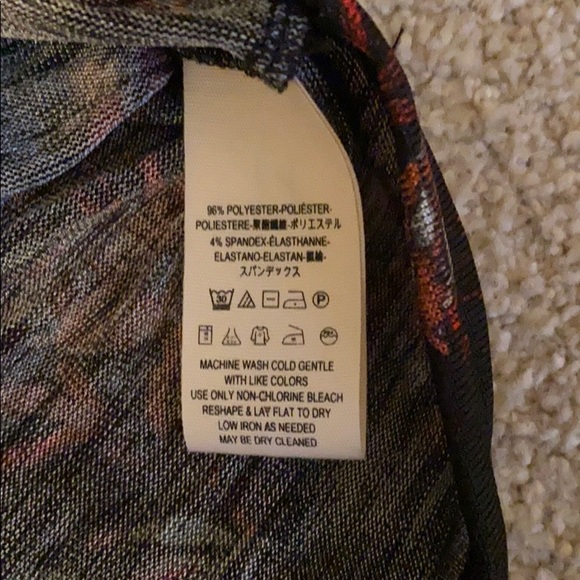 96% POLYESTER-POLIÉSTER-
POLIESTERE-聚酯纖維-ポリエステル
4% SPANDEX-ÉLASTHANNE-
ELASTANO-ELASTAN-氨綸-
スパンデックス
30 P
MACHINE WASH COLD GENTLE
WITH LIKE COLORS
USE ONLY NON-CHLORINE BLEACH
RESHAPE & LAY FLAT TO DRY
LOW IRON AS NEEDED
MAY BE DRY CLEANED